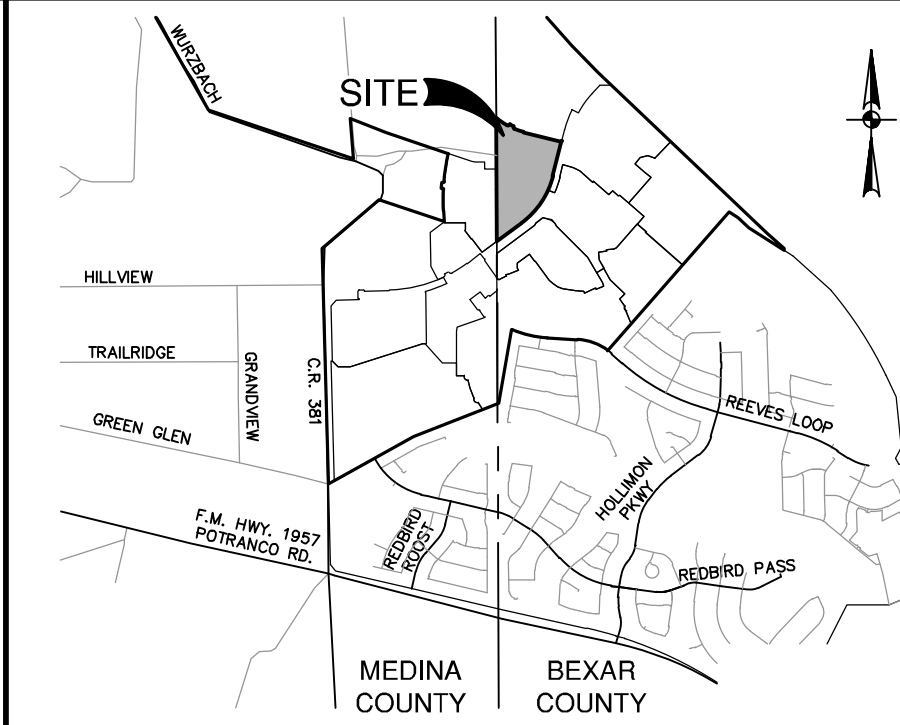 WURZBACH
SITE
HILLVIEW
TRAILRIDGE
GRANDVIEW
C.R. 381
GREEN GLEN
REEVES LOOP
HOLLIMON
PKWY
F.M. HWY. 1957
POTRANCO RD.
REDBIRD
ROOST
REDBIRD PASS
MEDINA
COUNTY
BEXAR
COUNTY